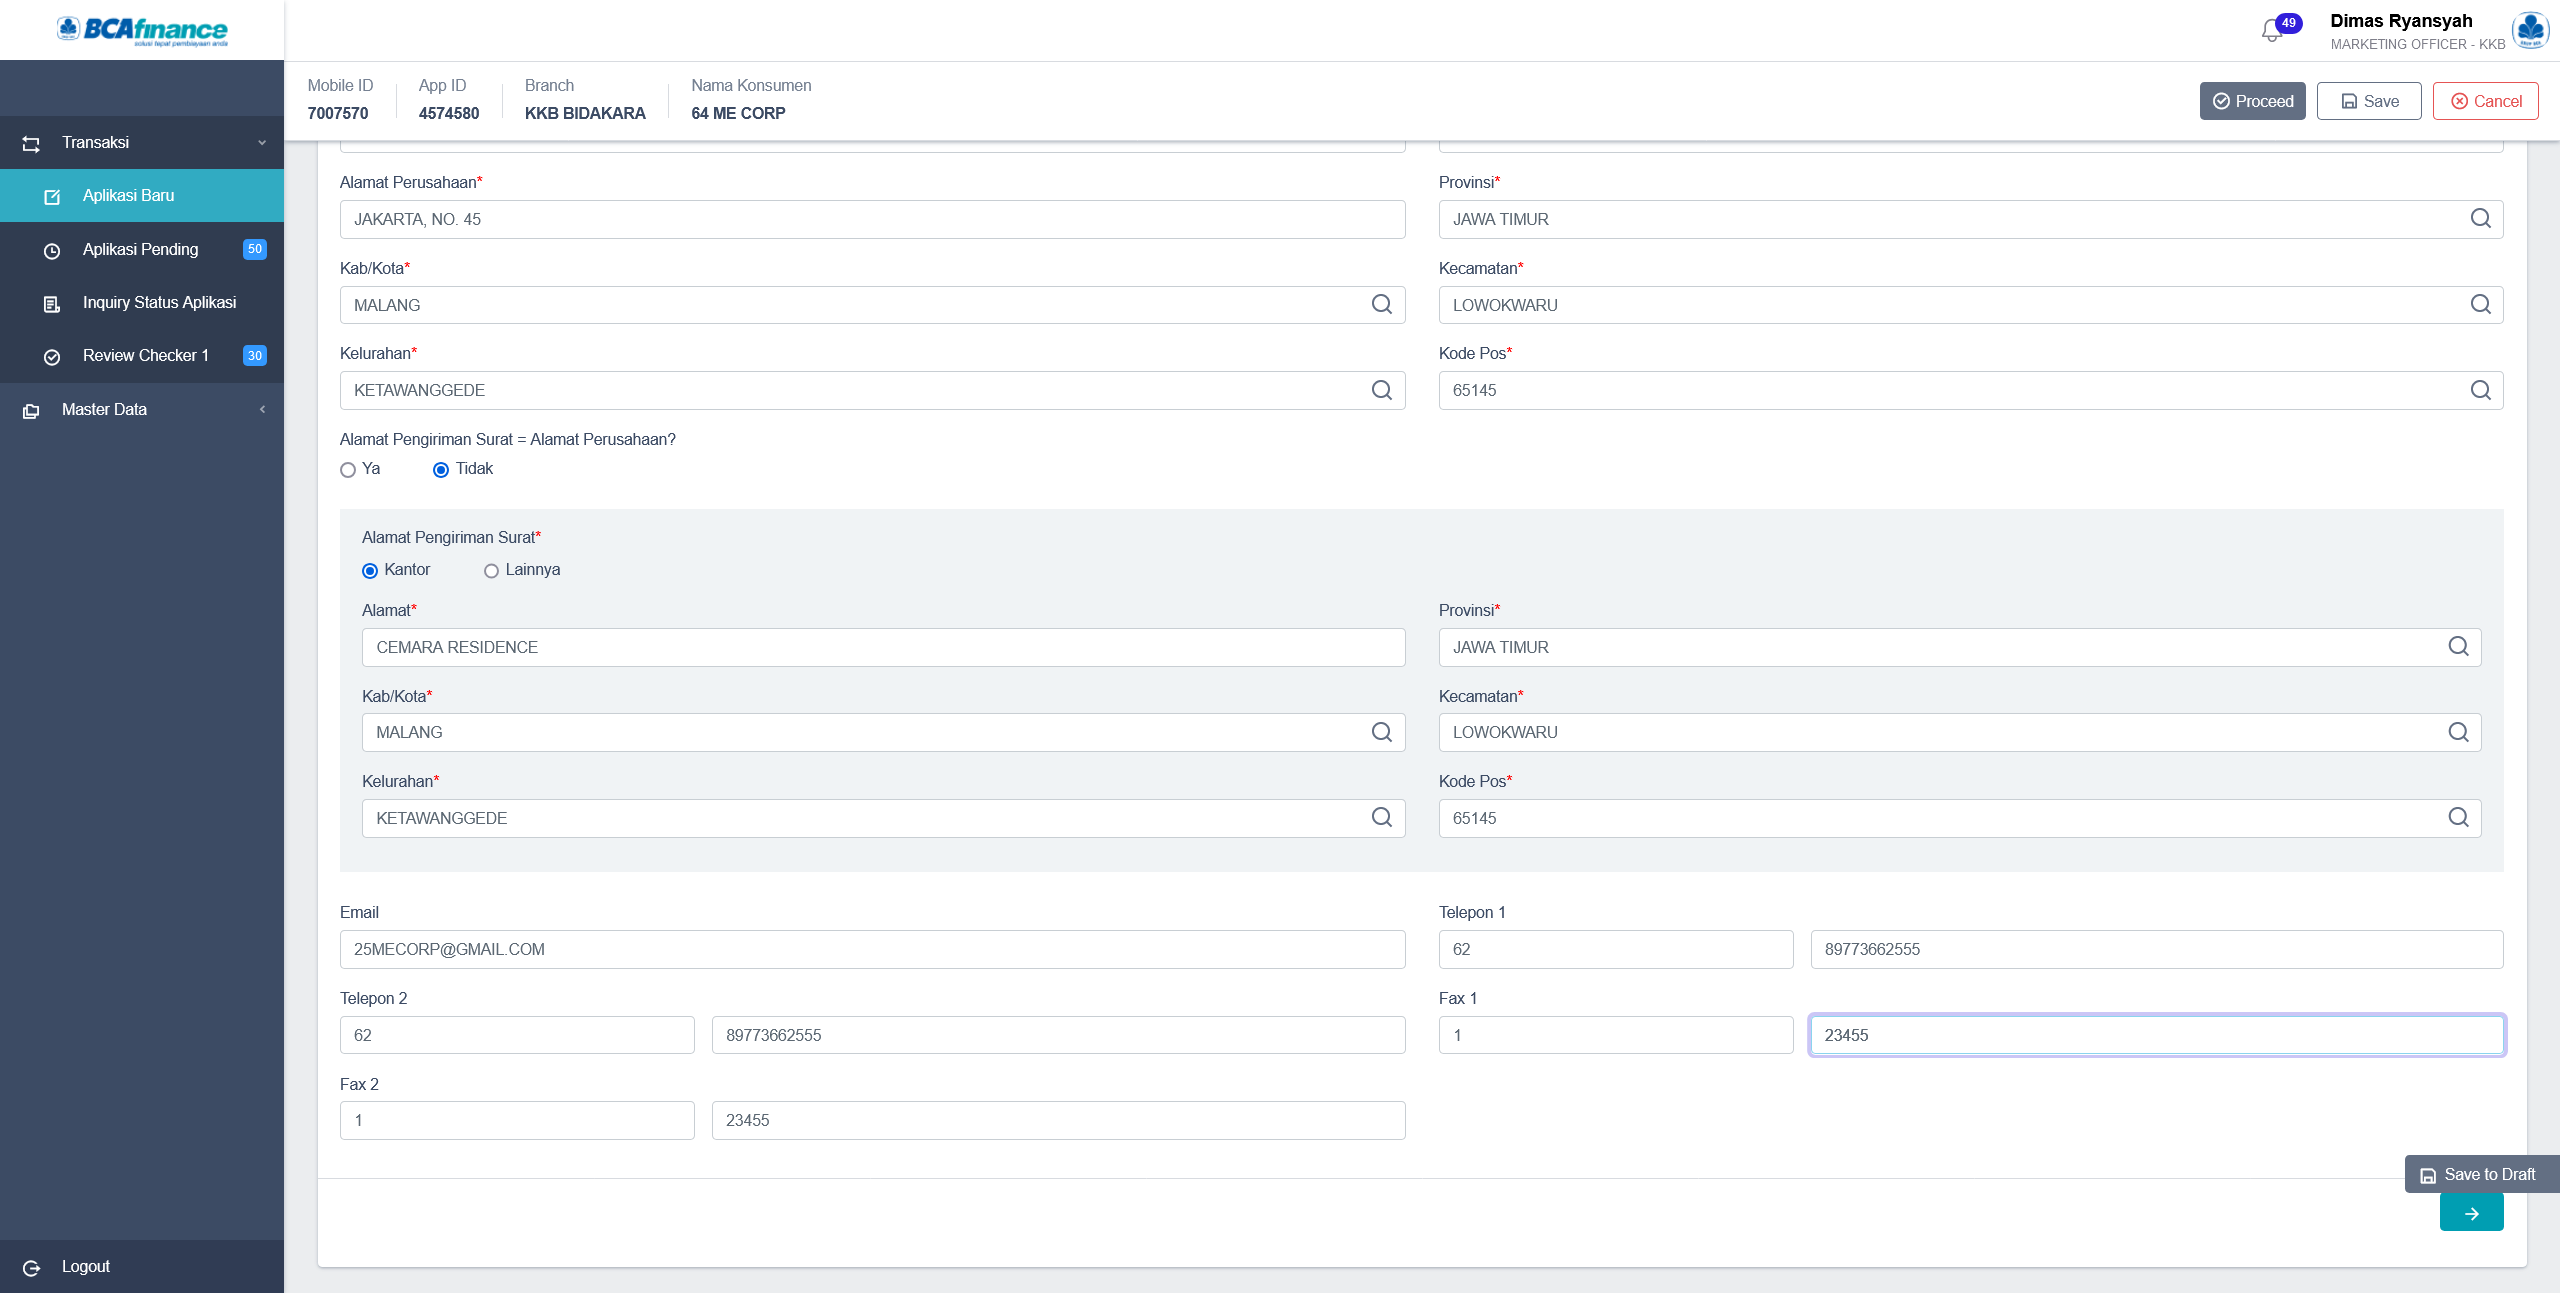 BCAfinance
solusi tepat pembiayaan anda
49
Dimas Ryansyah
MARKETING OFFICER - KKB
Mobile ID
7007570
App ID
4574580
Branch
KKB BIDAKARA
Nama Konsumen
64 ME CORP
Proceed
Save
Cancel
Transaksi
Aplikasi Baru
Aplikasi Pending 50
Inquiry Status Aplikasi
Review Checker 1 30
Master Data
Logout
Alamat Perusahaan*
JAKARTA, NO. 45
Provinsi*
JAWA TIMUR
Kab/Kota*
MALANG
Kecamatan*
LOWOKWARU
Kelurahan*
KETAWANGGEDE
Kode Pos*
65145
Alamat Pengiriman Surat = Alamat Perusahaan?
Ya Tidak
Alamat Pengiriman Surat*
Kantor Lainnya
Alamat*
CEMARA RESIDENCE
Provinsi*
JAWA TIMUR
Kab/Kota*
MALANG
Kecamatan*
LOWOKWARU
Kelurahan*
KETAWANGGEDE
Kode Pos*
65145
Email
25MECORP@GMAIL.COM
Telepon 1
62 89773662555
Telepon 2
62 89773662555
Fax 1
1 23455
Fax 2
1 23455
Save to Draft